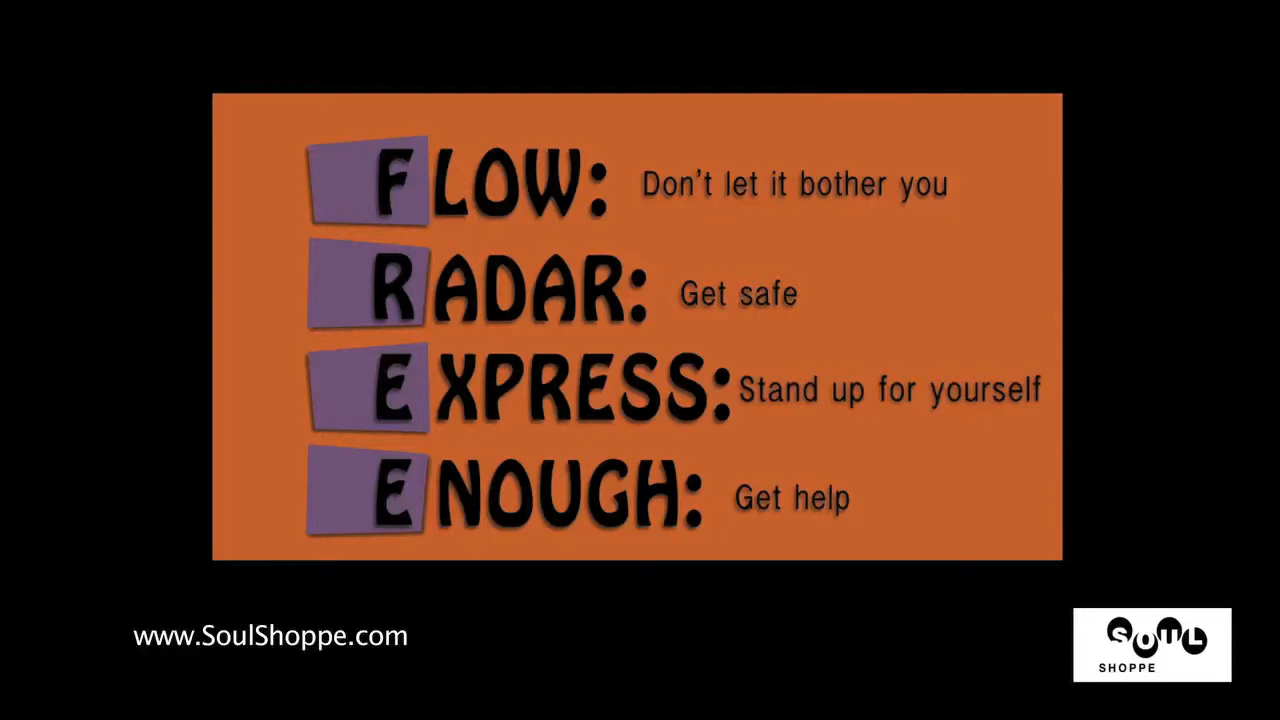 FLOW: Don't let it bother you
RADAR: Get safe
EXPRESS: Stand up for yourself
ENOUGH: Get help
www.SoulShoppe.com
SOUL
SHOPPE